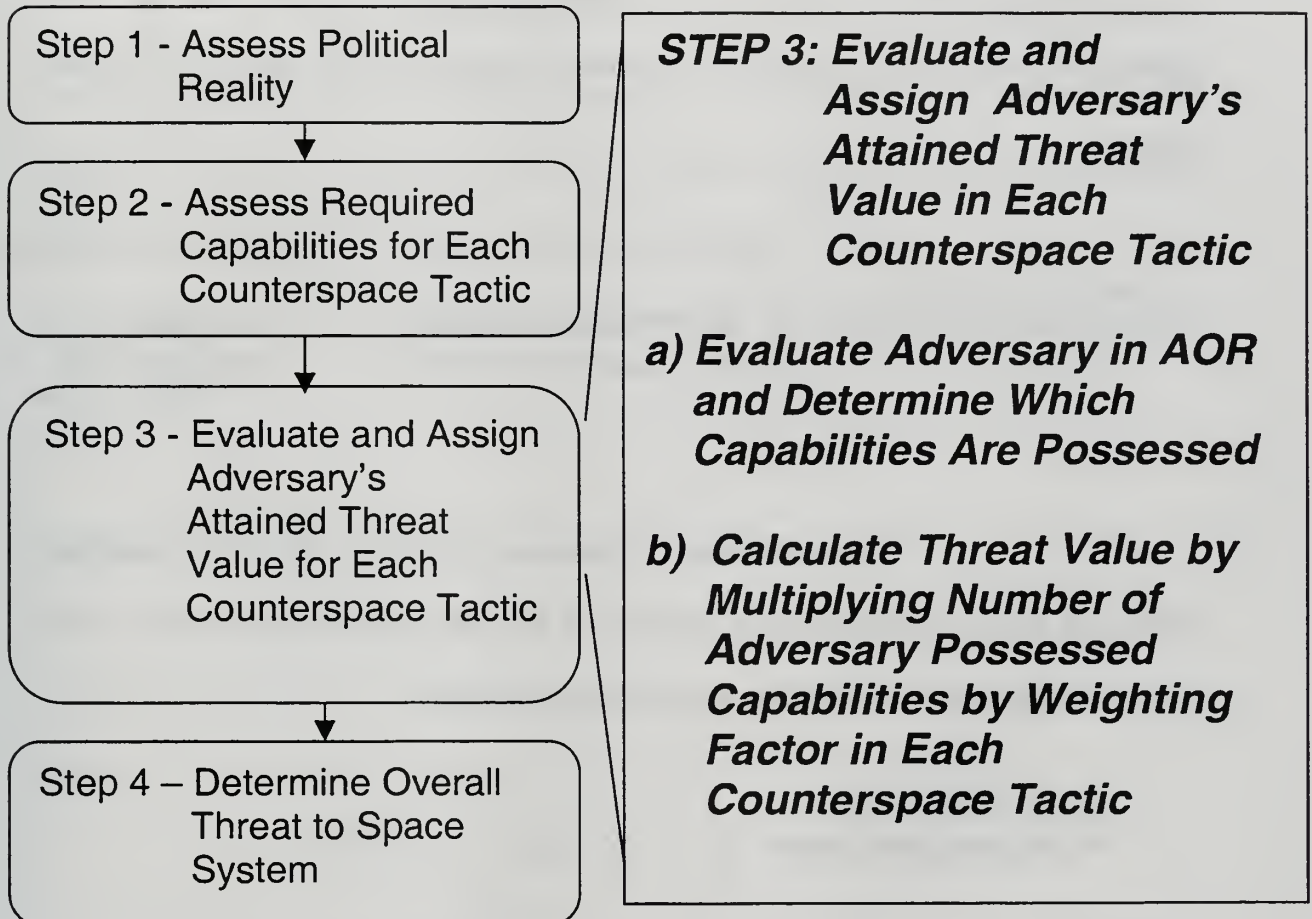 Step 1 - Assess Political
Reality
Step 2 - Assess Required
Capabilities for Each
Counterspace Tactic
Step 3 - Evaluate and Assign
Adversary's
Attained Threat
Value for Each
Counterspace Tactic
Step 4 – Determine Overall
Threat to Space
System
STEP 3: Evaluate and
Assign Adversary's
Attained Threat
Value in Each
Counterspace Tactic
a) Evaluate Adversary in AOR
and Determine Which
Capabilities Are Possessed
b) Calculate Threat Value by
Multiplying Number of
Adversary Possessed
Capabilities by Weighting
Factor in Each
Counterspace Tactic